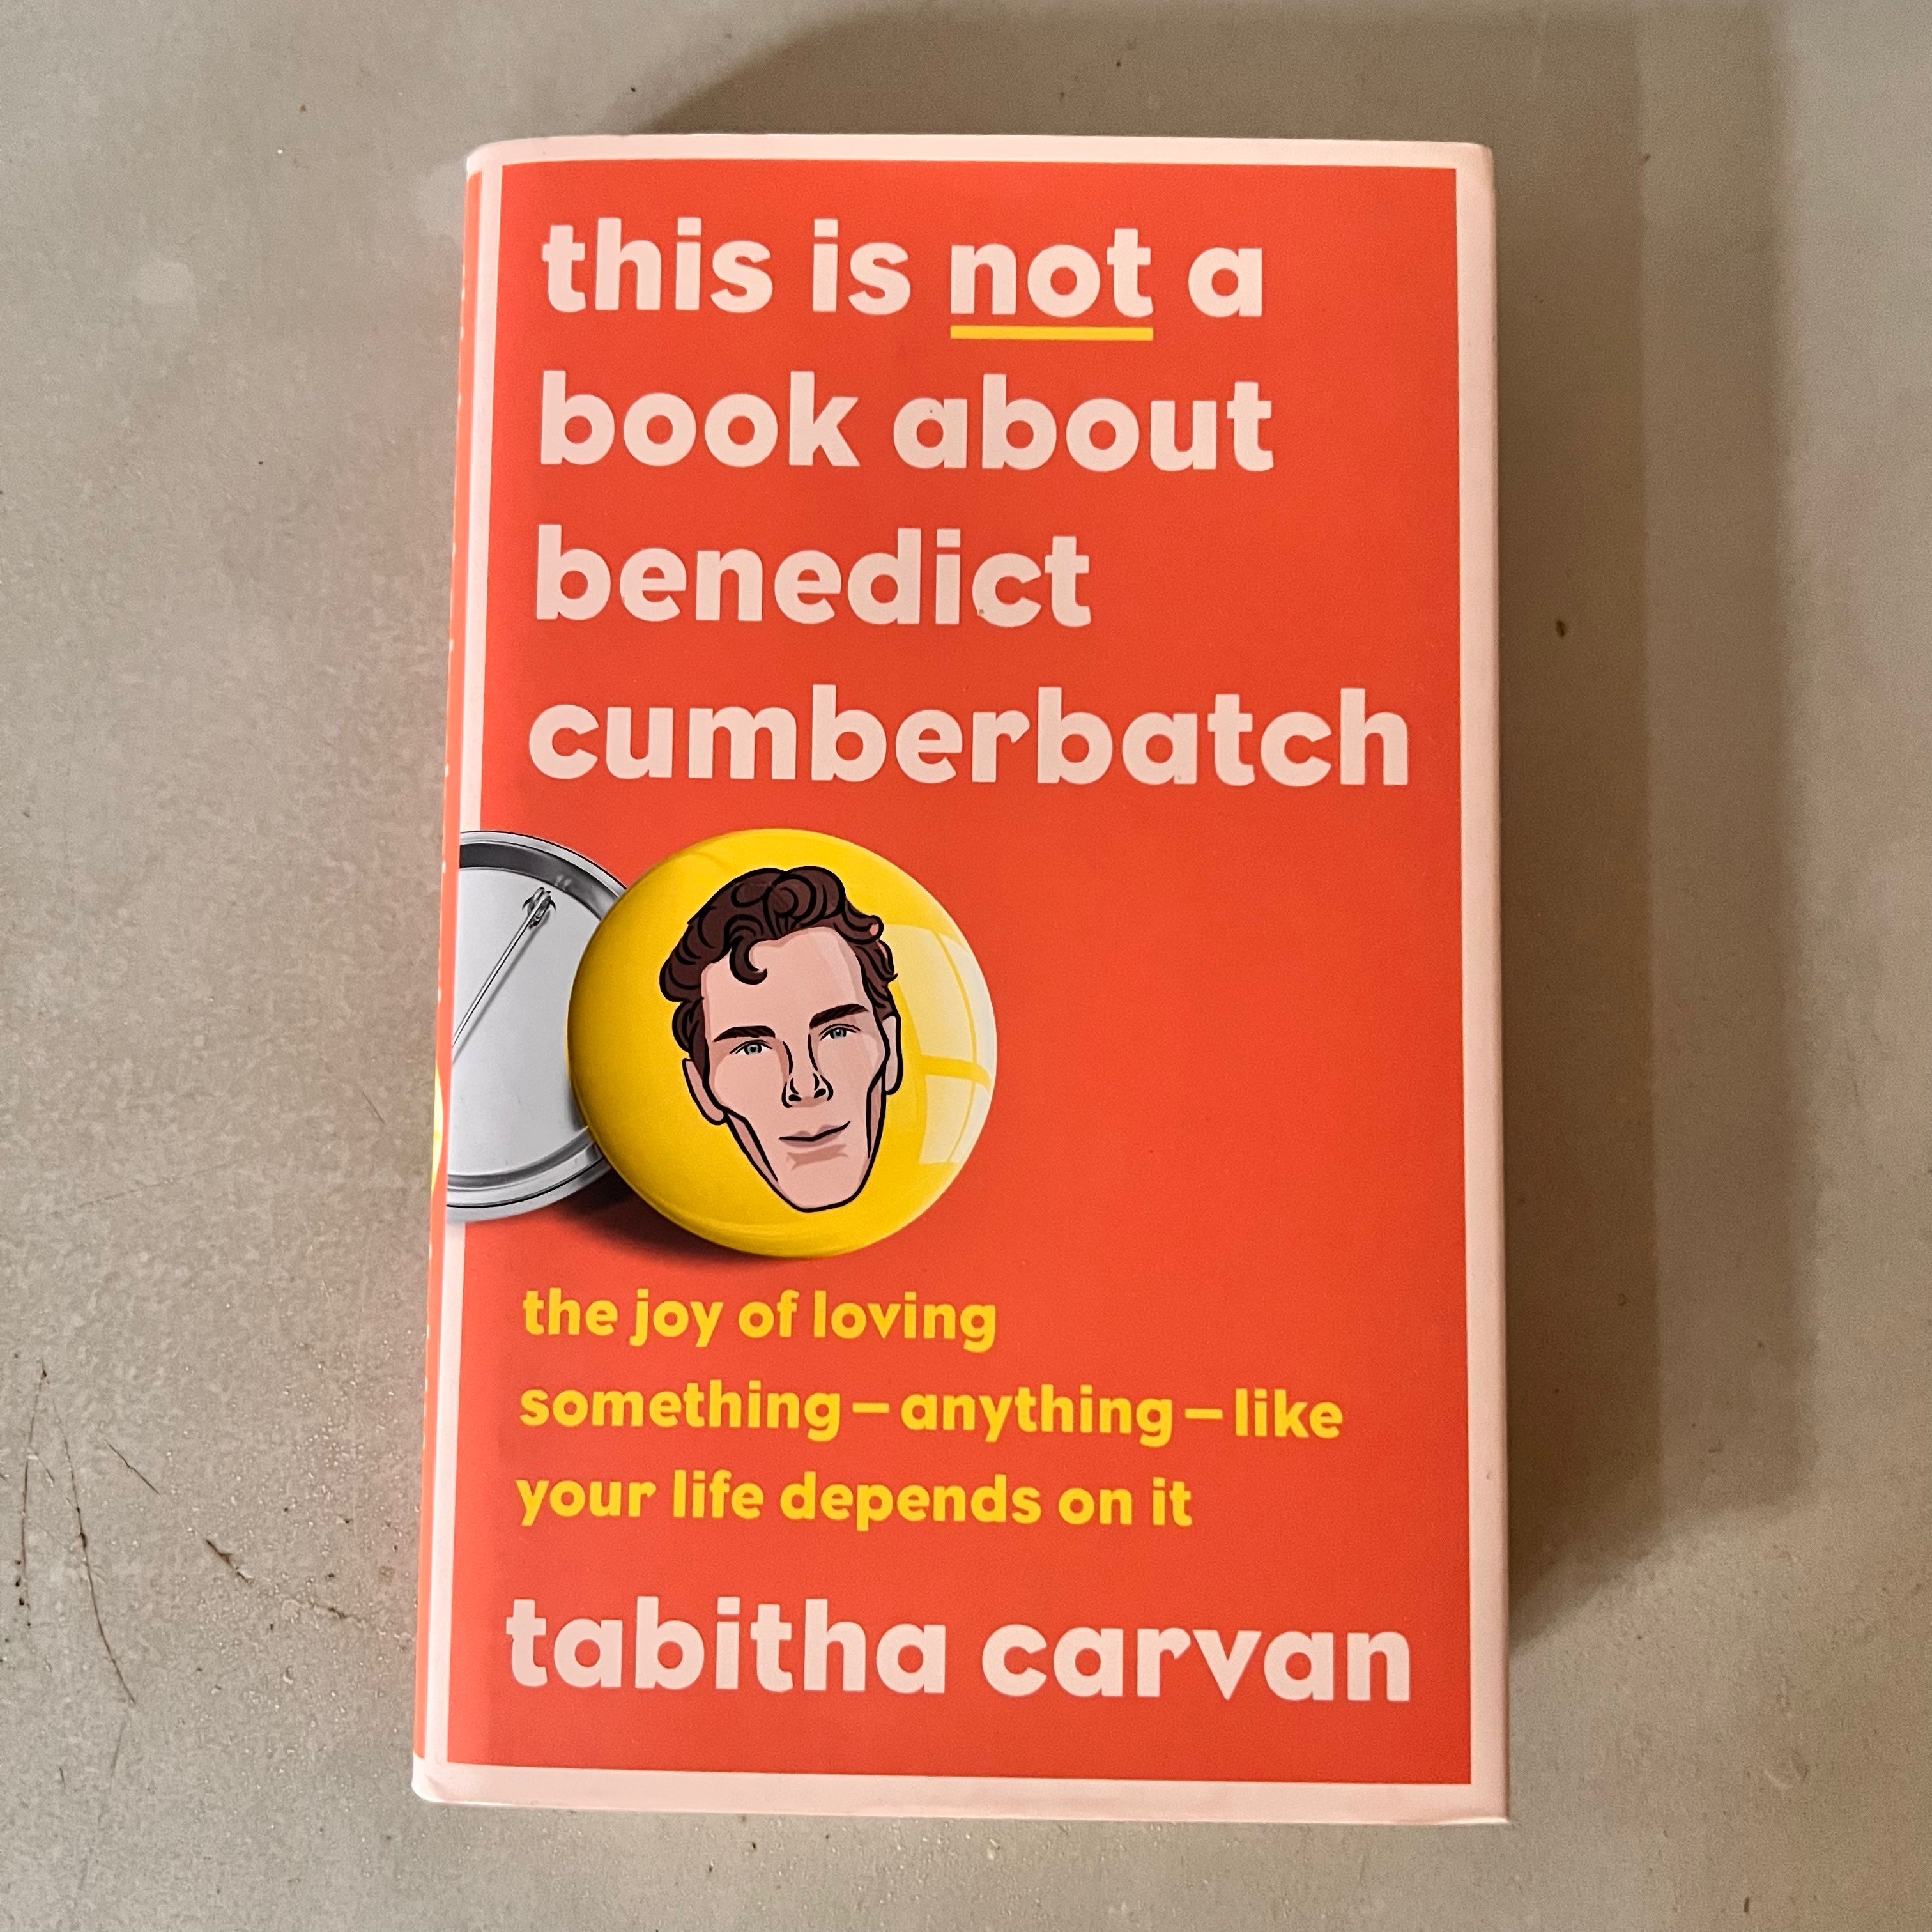 this is not a
book about
benedict
cumberbatch
the joy of loving
something—anything—like
your life depends on it
tabitha carvan